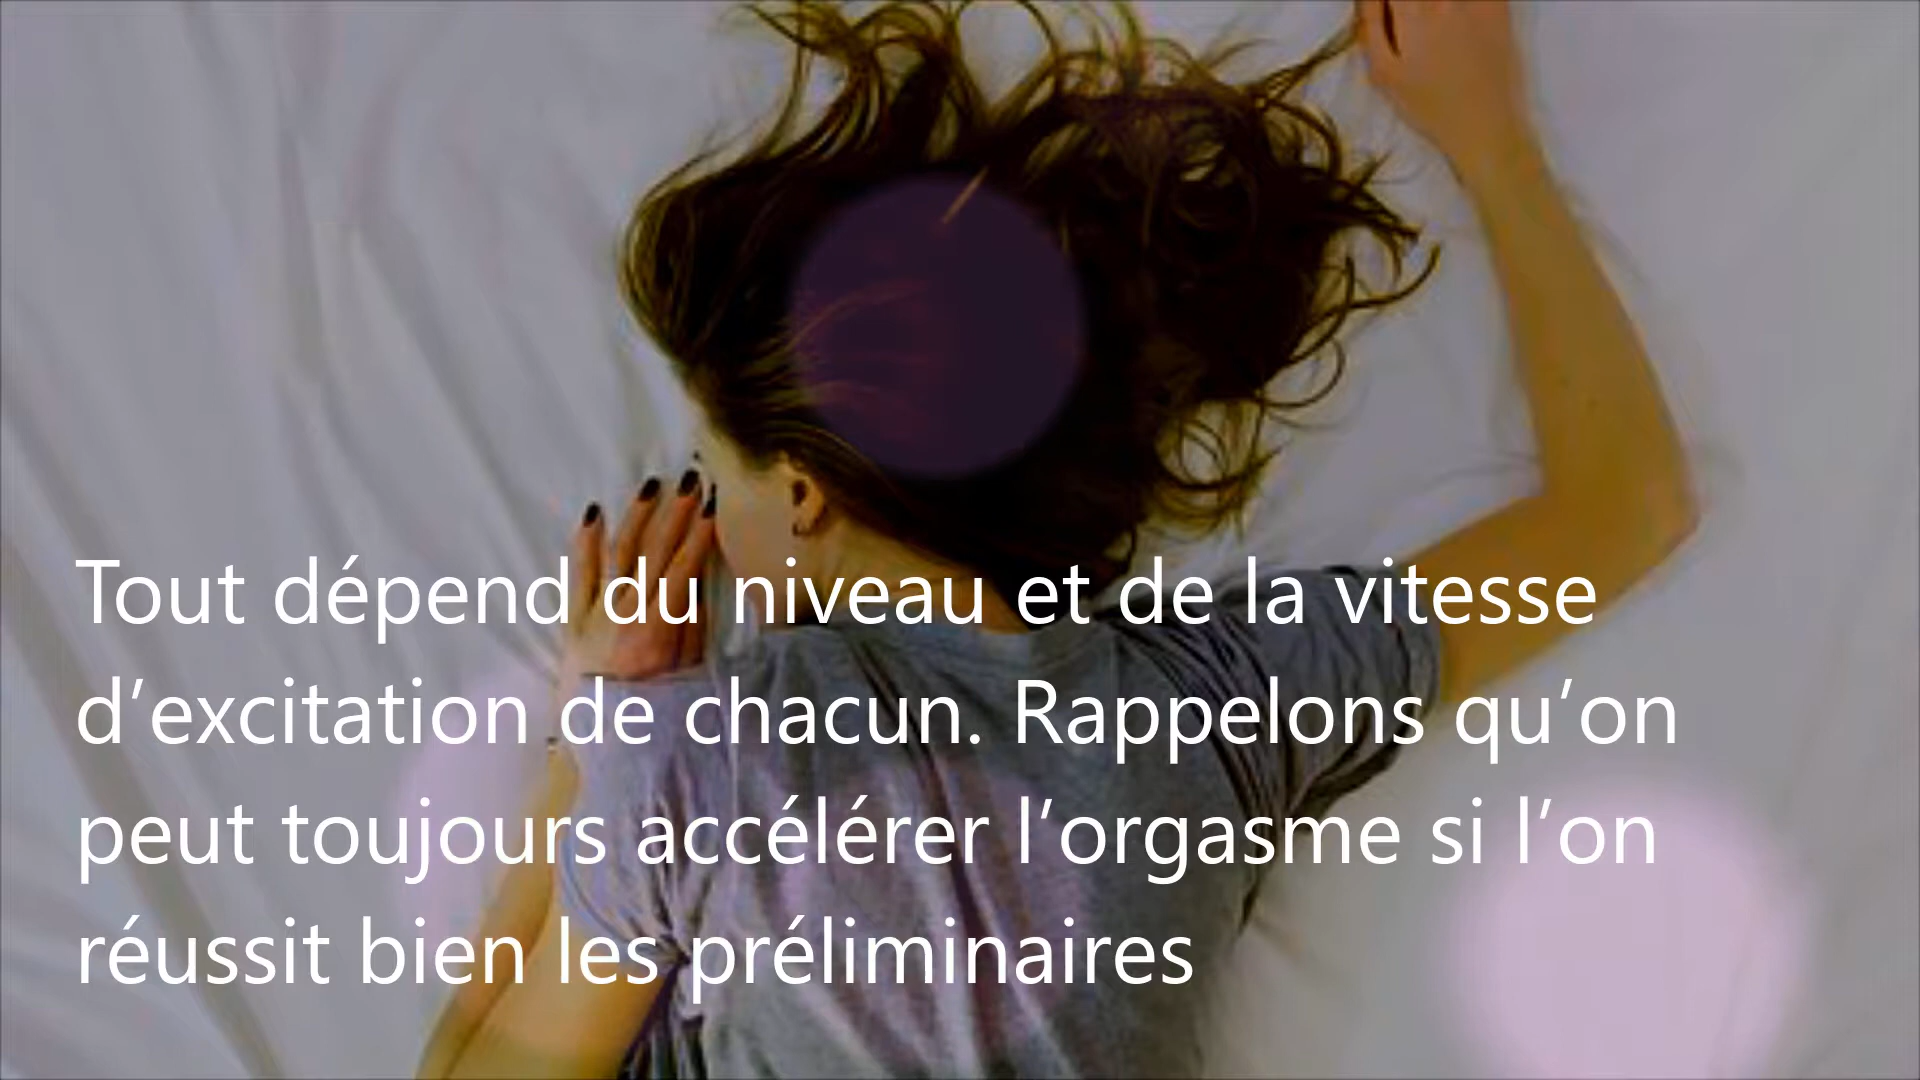 Tout dépend du niveau et de la vitesse
d’excitation de chacun. Rappelons qu’on
peut toujours accélérer l’orgasme si l’on
réussit bien les préliminaires